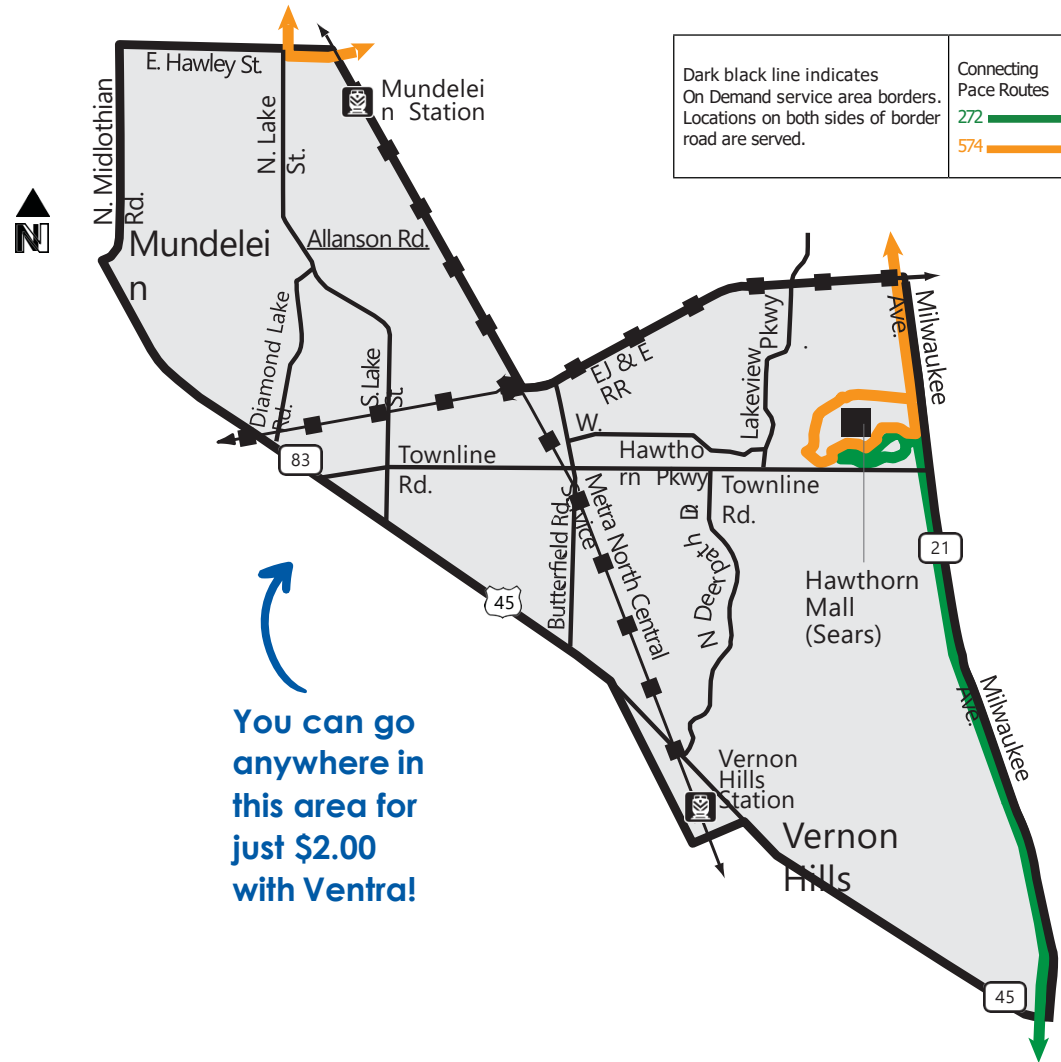 Dark black line indicates
On Demand service area borders.
Locations on both sides of border
road are served.
Connecting
Pace Routes
272
574
E. Hawley St.
Mundelei
n Station
N. Midlothian
Rd.
N. Lake
St.
N
Mundelei
n
Allanson Rd.
Diamond Lake
Rd.
S.Lake
St
EJ & E
RR
Lakeview
Pkwy
.
Milwaukee
Ave.
W.
Hawtho
rn Pkwy
83
Townline
Rd.
Townline
Rd.
Butterfield Rd.
Metra North Central
Service
N Deerpath Dr.
21
Hawthorn
Mall
(Sears)
45
Milwaukee
Ave.
You can go
anywhere in
this area for
just $2.00
with Ventra!
Vernon
Hills
Station
Vernon
Hills
45